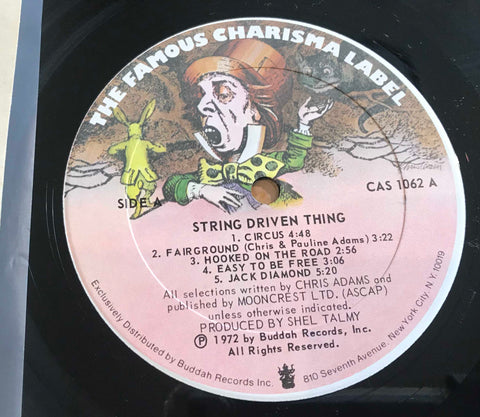 THE FAMOUS CHARISMA LABEL
SIDE A
CAS 1062 A
STRING DRIVEN THING
1. CIRCUS 4:48
2. FAIRGROUND (Chris & Pauline Adams) 3:22
3. HOOKED ON THE ROAD 2:56
4. EASY TO BE FREE 3:06
5. JACK DIAMOND 5:20
All selections written by CHRIS ADAMS and
published by MOONCREST LTD. (ASCAP)
unless otherwise indicated.
PRODUCED BY SHEL TALMY
Ⓟ 1972 by Buddah Records, Inc.
All Rights Reserved.
Exclusively Distributed by Buddah Records Inc.
810 Seventh Avenue, New York City, N.Y. 10019